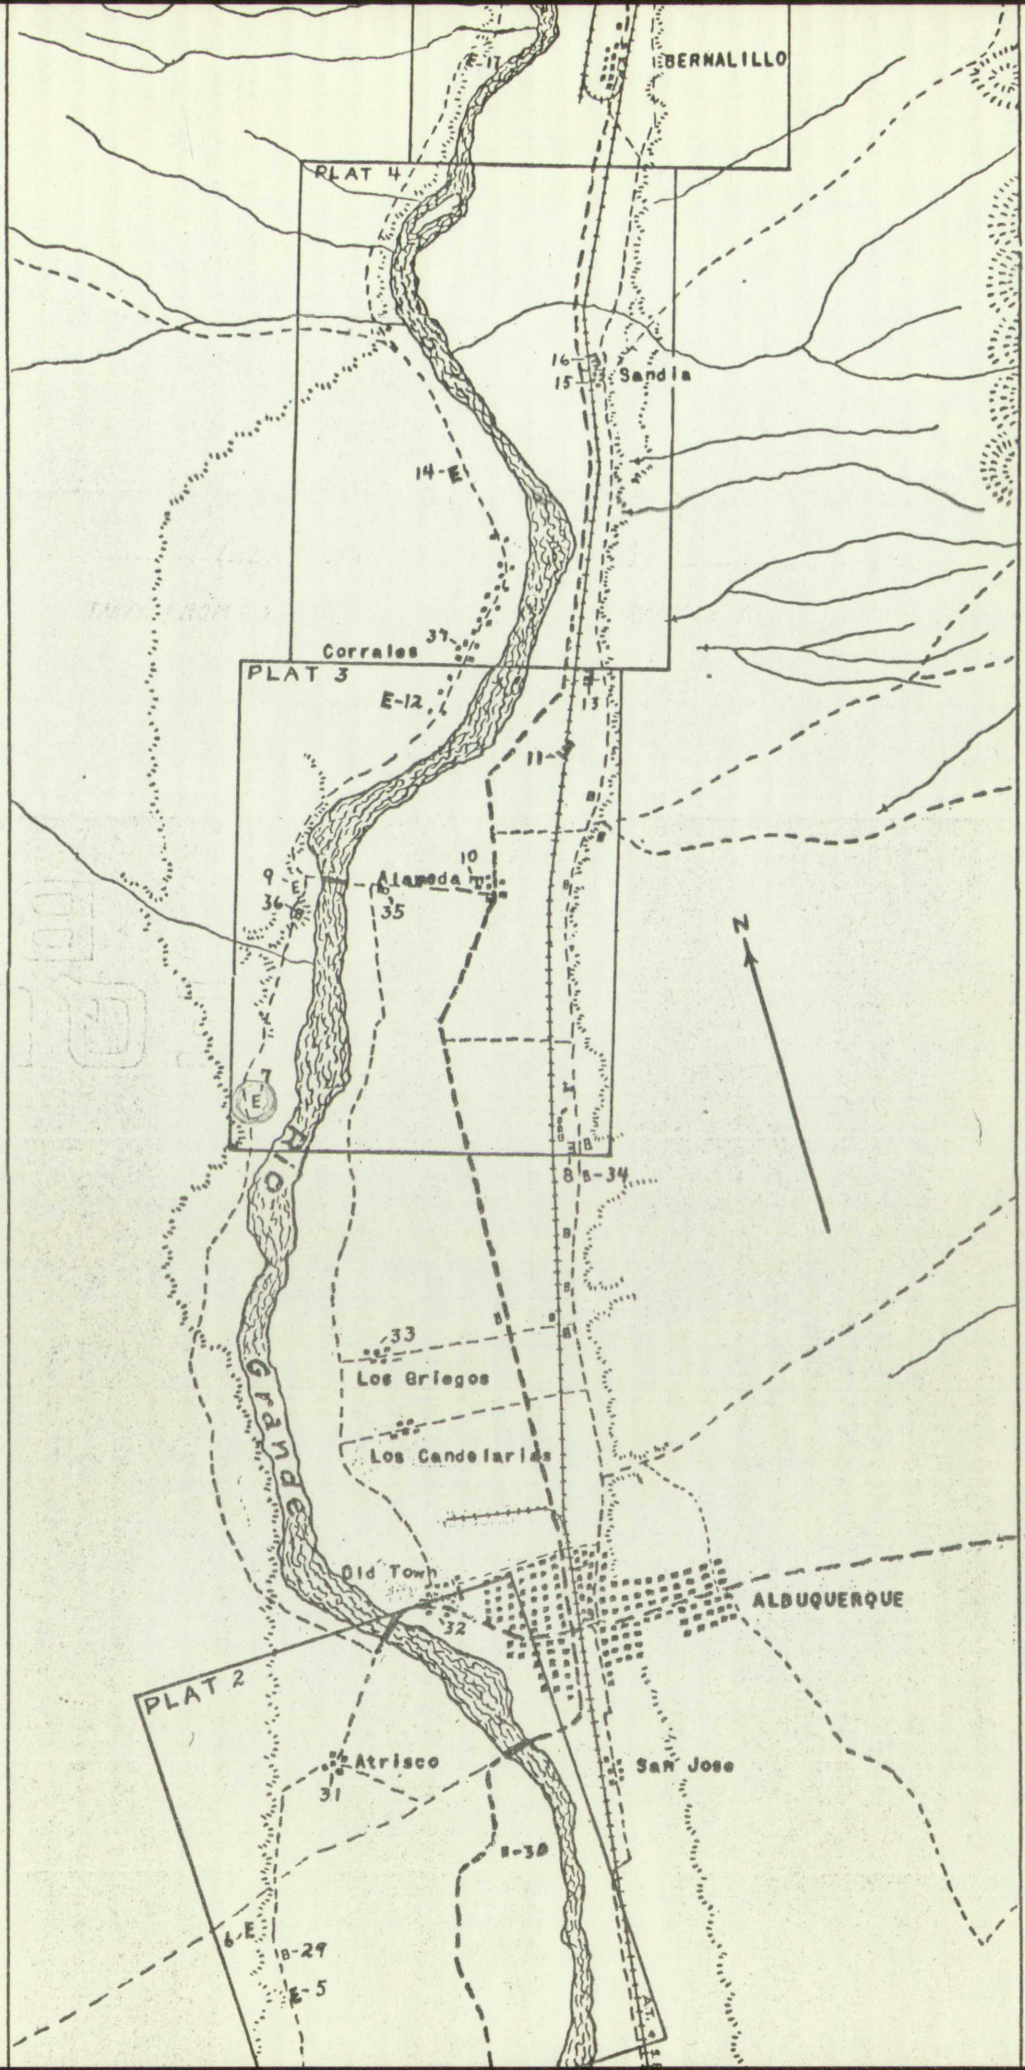 BERNALILLO
E-17
PLAT 4
16
15
Sandia
14-E
37
Corrales
PLAT 3
E-12
13
11
B
10
Alameda
9
E
36
35
B
N
7
E
E B
8 B-34
Rio
B
B
B
B
B
33
Los Griegos
Grande
Los Candelarias
Old Town
ALBUQUERQUE
32
PLAT 2
Atrisco
San Jose
31
6-E
B-29
E-5